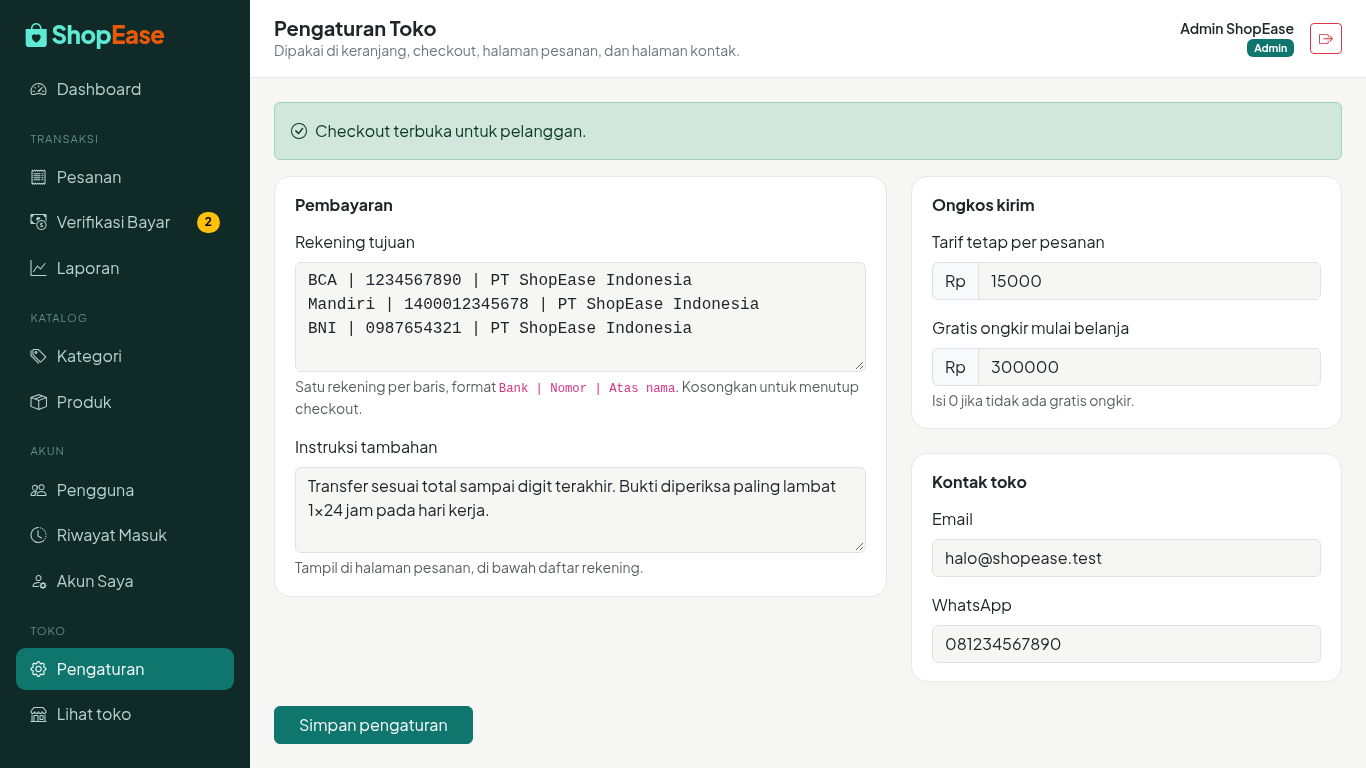 ShopEase
Dashboard
TRANSAKSI
Pesanan
Verifikasi Bayar 2
Laporan
KATALOG
Kategori
Produk
AKUN
Pengguna
Riwayat Masuk
Akun Saya
TOKO
Pengaturan
Lihat toko
Pengaturan Toko
Dipakai di keranjang, checkout, halaman pesanan, dan halaman kontak.
Admin ShopEase
Admin
Checkout terbuka untuk pelanggan.
Pembayaran
Rekening tujuan
BCA | 1234567890 | PT ShopEase Indonesia
Mandiri | 1400012345678 | PT ShopEase Indonesia
BNI | 0987654321 | PT ShopEase Indonesia
Satu rekening per baris, format Bank | Nomor | Atas nama. Kosongkan untuk menutup
checkout.
Instruksi tambahan
Transfer sesuai total sampai digit terakhir. Bukti diperiksa paling lambat
1×24 jam pada hari kerja.
Tampil di halaman pesanan, di bawah daftar rekening.
Ongkos kirim
Tarif tetap per pesanan
Rp 15000
Gratis ongkir mulai belanja
Rp 300000
Isi 0 jika tidak ada gratis ongkir.
Kontak toko
Email
halo@shopease.test
WhatsApp
081234567890
Simpan pengaturan